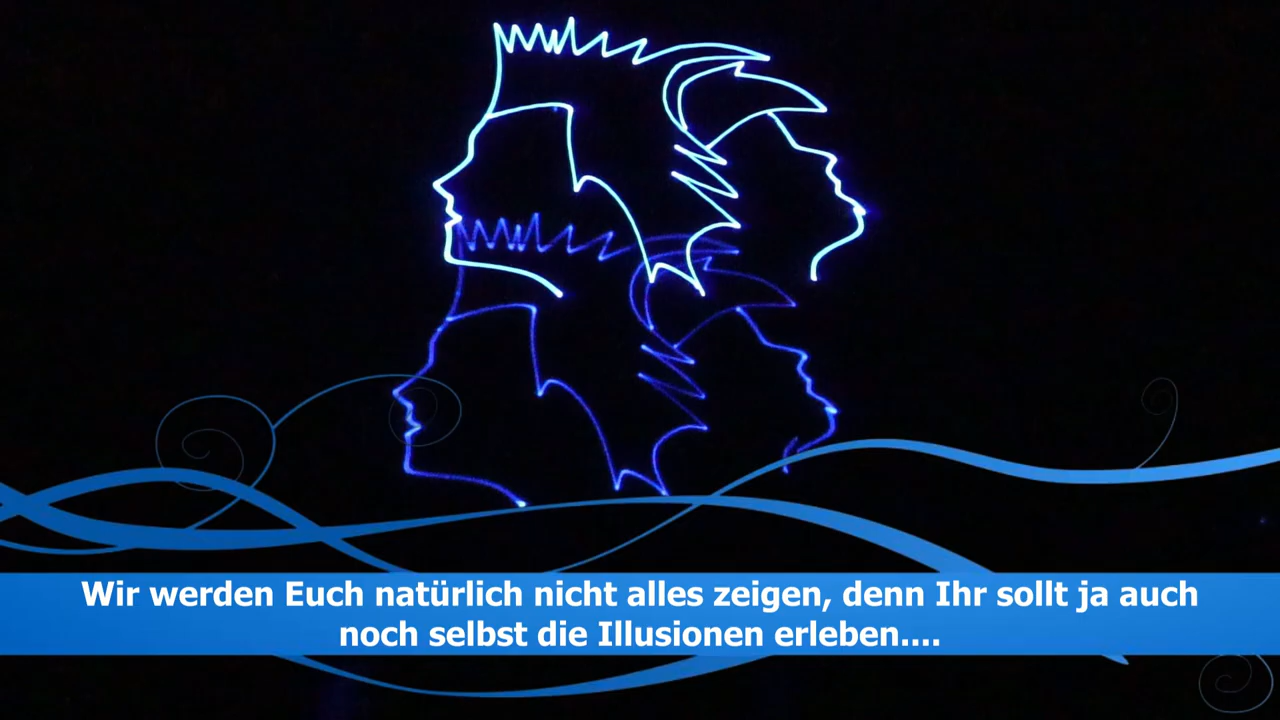 Wir werden Euch natürlich nicht alles zeigen, denn Ihr sollt ja auch
noch selbst die Illusionen erleben....